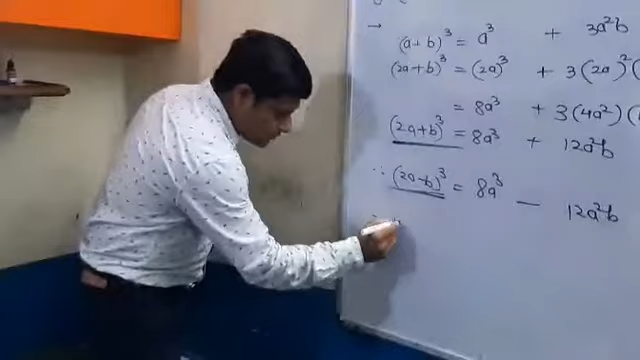 → (a+b)³ = a³ + 3a²b
(2a+b)³ = (2a)³ + 3(2a)²(
= 8a³ + 3(4a²)(
(2a+b)³ = 8a³ + 12a²b
∴ (2a-b)³ = 8a³ — 12a²b